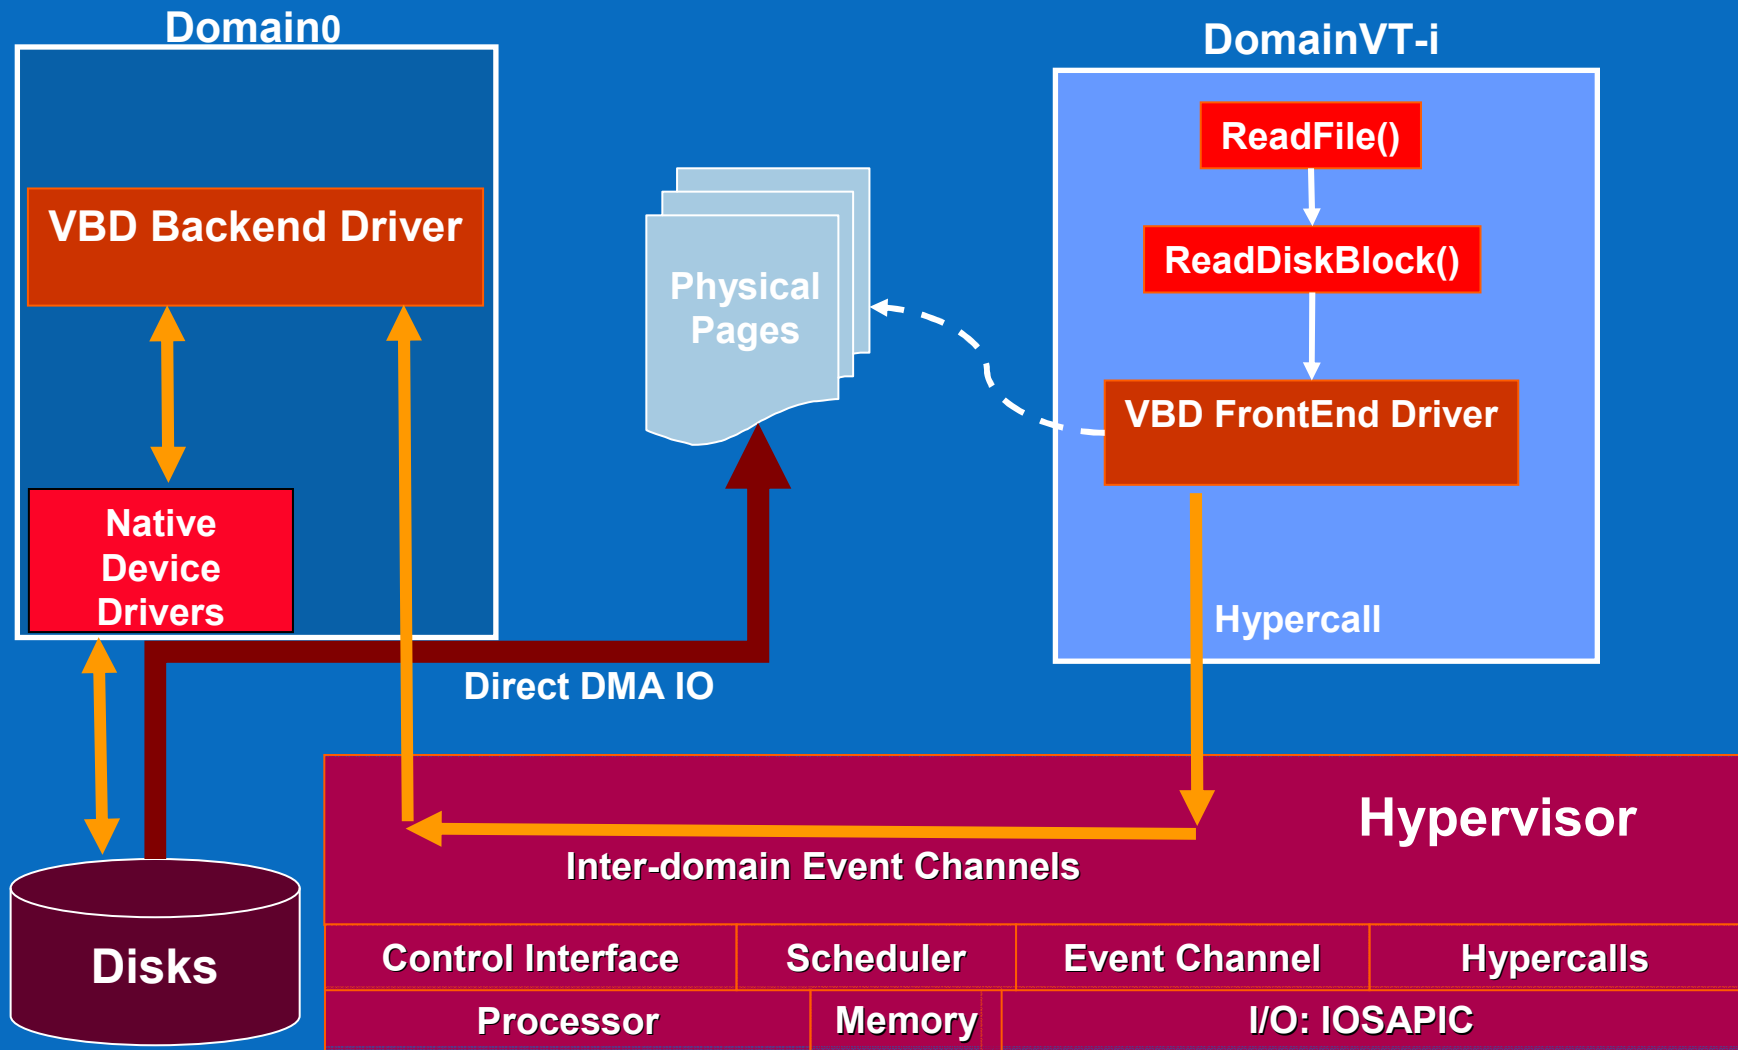 Domain0
DomainVT-i
ReadFile()
VBD Backend Driver
ReadDiskBlock()
Physical
Pages
VBD FrontEnd Driver
Native
Device
Drivers
Hypercall
Direct DMA IO
Hypervisor
Inter-domain Event Channels
Disks
Control Interface
Scheduler
Event Channel
Hypercalls
Processor
Memory
I/O: IOSAPIC